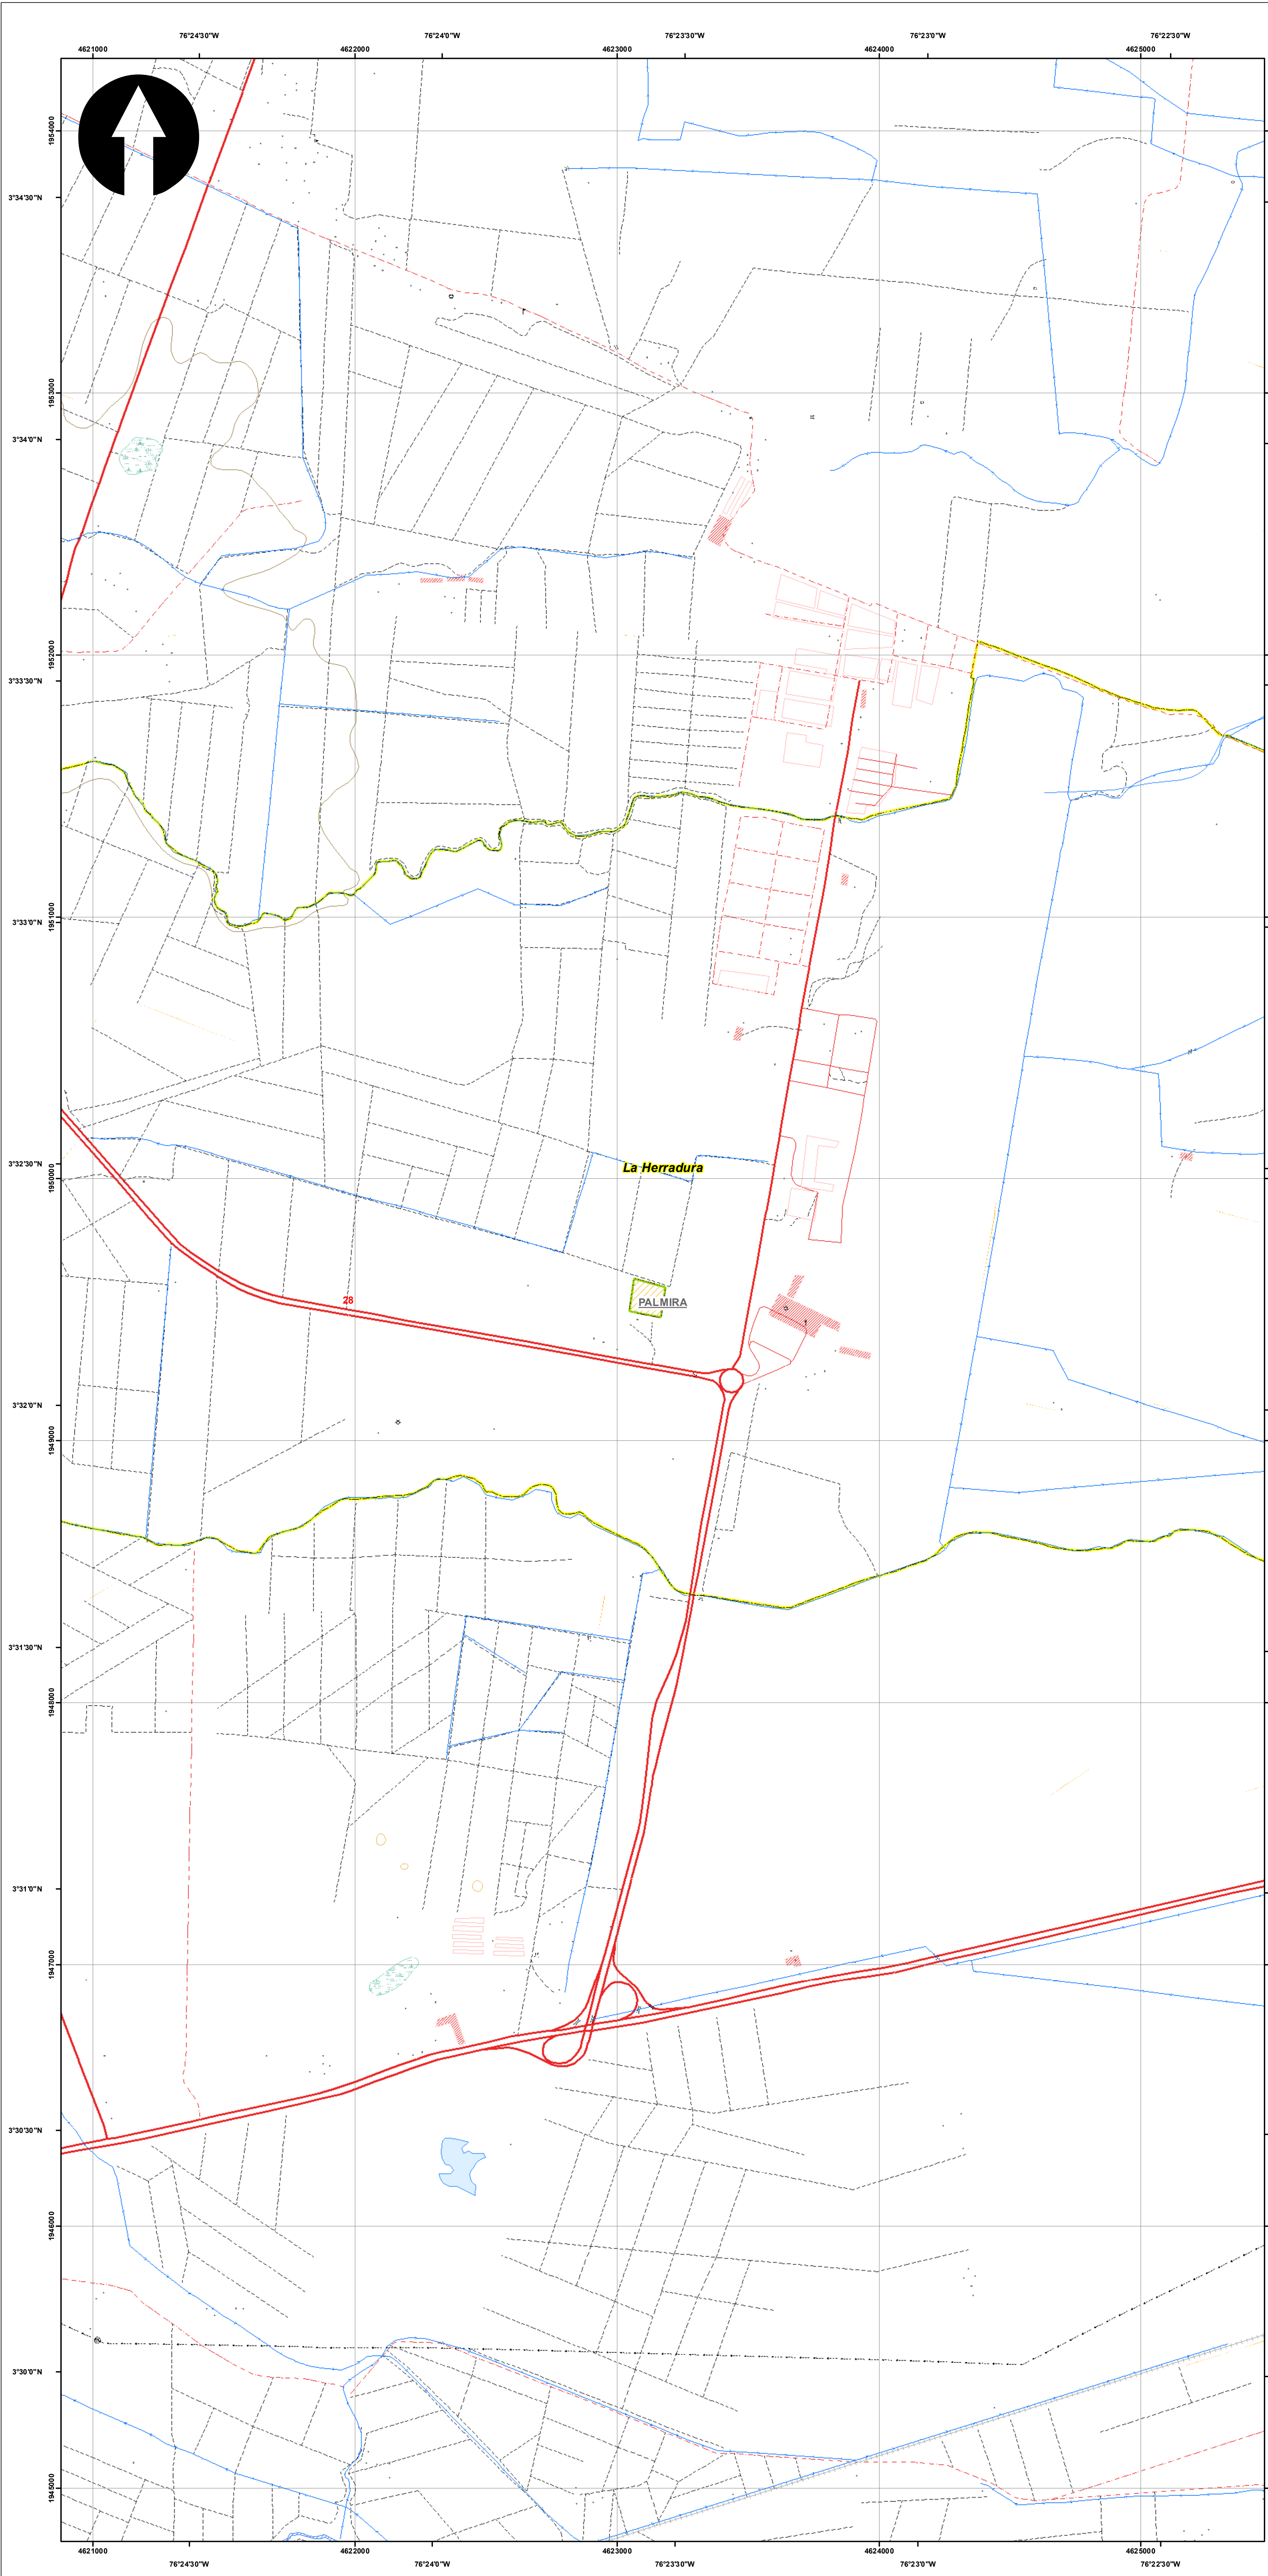 76°24'30"W 76°24'0"W 76°23'30"W 76°23'0"W 76°22'30"W
4621000 4622000 4623000 4624000 4625000
1954000
3°34'30"N
1953000
3°34'0"N
1952000
3°33'30"N
1951000
3°33'0"N
3°32'30"N
La Herradura
1950000
28
PALMIRA
3°32'0"N
1949000
3°31'30"N
1948000
3°31'0"N
1947000
3°30'30"N
1946000
3°30'0"N
1945000
4621000 4622000 4623000 4624000 4625000
76°24'30"W 76°24'0"W 76°23'30"W 76°23'0"W 76°22'30"W